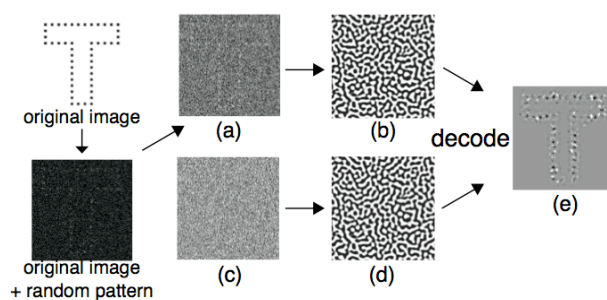 original image
(a)
(b)
decode
(e)
original image
+ random pattern
(c)
(d)